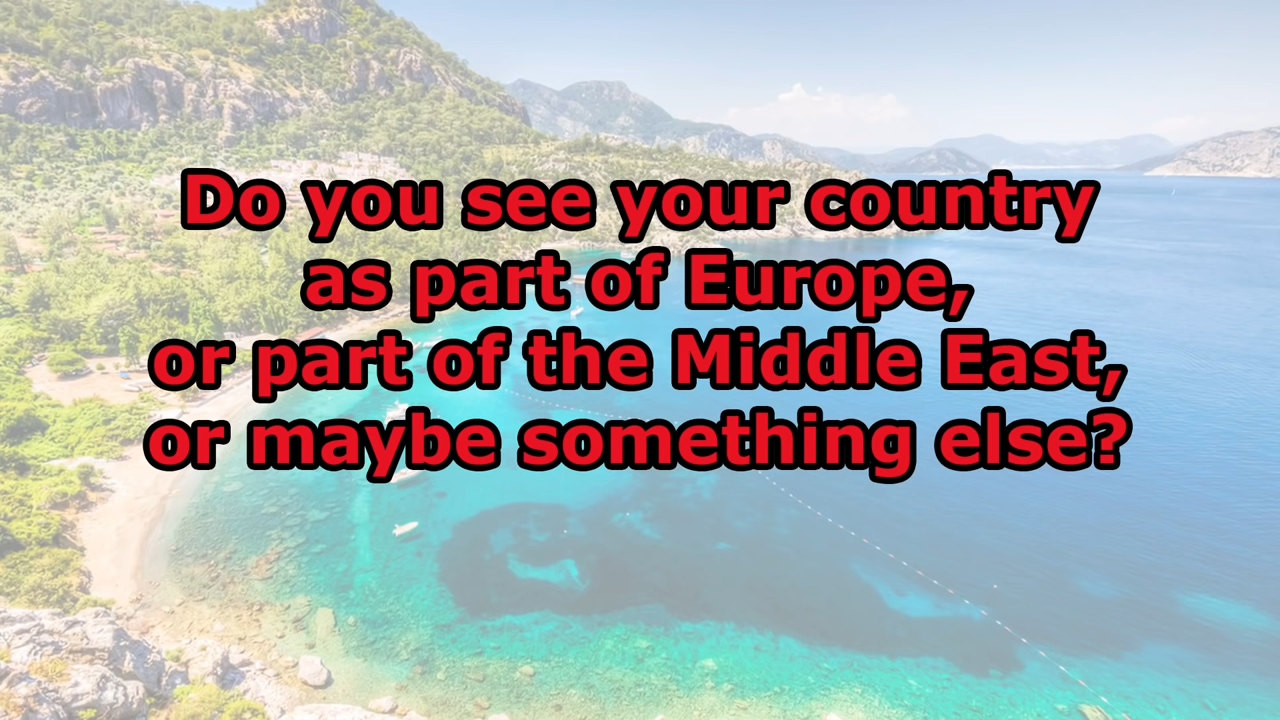 Do you see your country
as part of Europe,
or part of the Middle East,
or maybe something else?